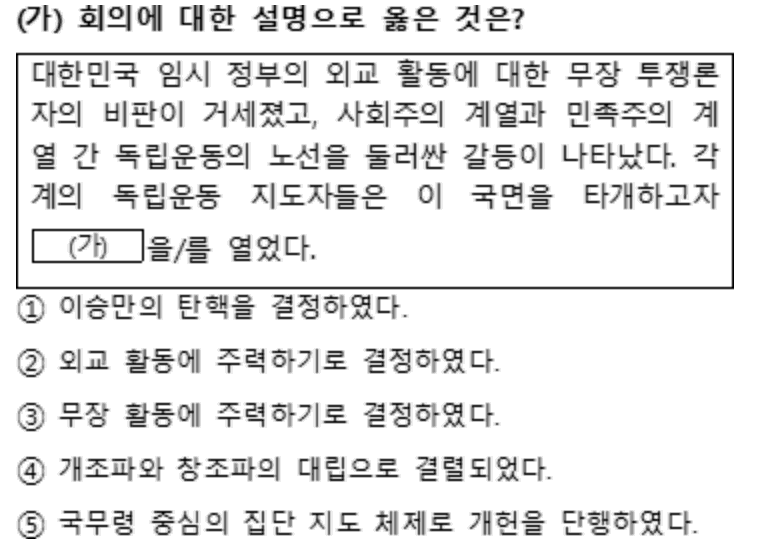 (가) 회의에 대한 설명으로 옳은 것은?
대한민국 임시 정부의 외교 활동에 대한 무장 투쟁론
자의 비판이 거세졌고, 사회주의 계열과 민족주의 계
열 간 독립운동의 노선을 둘러싼 갈등이 나타났다. 각
계의 독립운동 지도자들은 이 국면을 타개하고자
(가) 을/를 열었다.
① 이승만의 탄핵을 결정하였다.
② 외교 활동에 주력하기로 결정하였다.
③ 무장 활동에 주력하기로 결정하였다.
④ 개조파와 창조파의 대립으로 결렬되었다.
⑤ 국무령 중심의 집단 지도 체제로 개헌을 단행하였다.